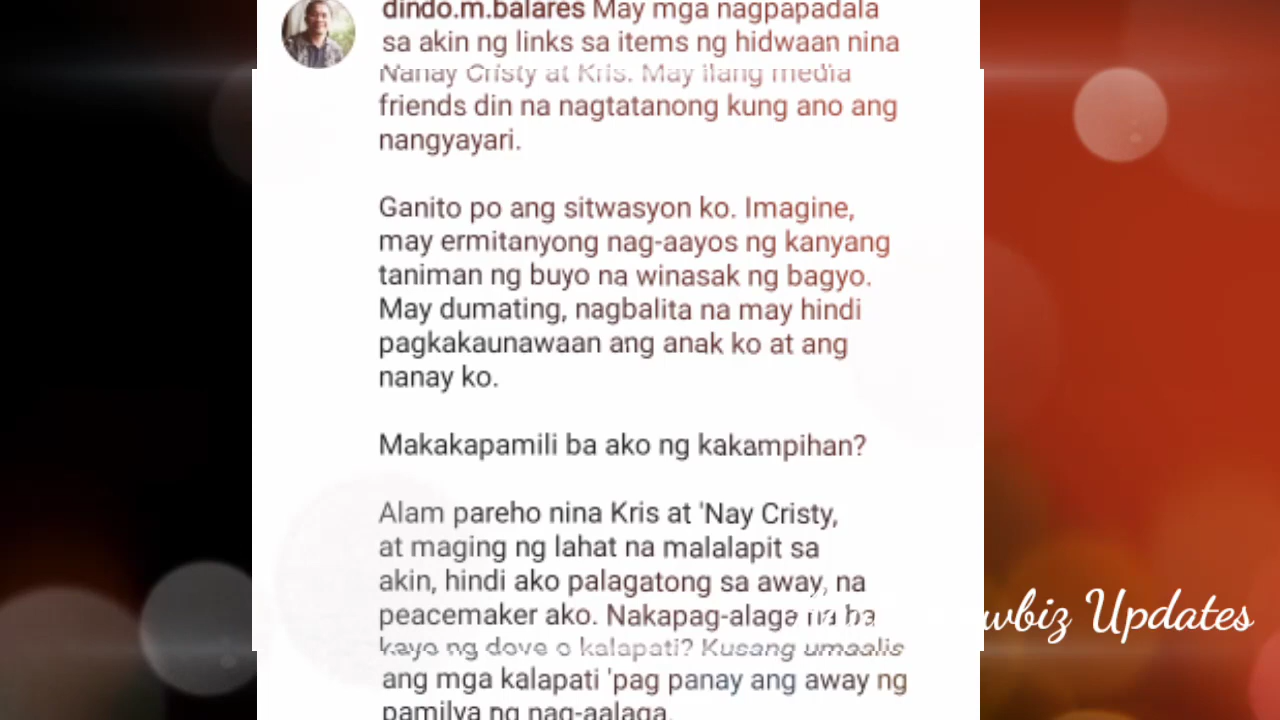 dindo.m.balares May mga nagpapadala
sa akin ng links sa items ng hidwaan nina
Nanay Cristy at Kris. May ilang media
friends din na nagtatanong kung ano ang
nangyayari.
Ganito po ang sitwasyon ko. Imagine,
may ermitanyong nag-aayos ng kanyang
taniman ng buyo na winasak ng bagyo.
May dumating, nagbalita na may hindi
pagkakaunawaan ang anak ko at ang
nanay ko.
Makakapamili ba ako ng kakampihan?
Alam pareho nina Kris at 'Nay Cristy,
at maging ng lahat na malalapit sa
akin, hindi ako palagatong sa away, na
peacemaker ako. Nakapag-alaga na ba
kayo ng dove o kalapati? Kusang umaalis
ang mga kalapati 'pag panay ang away ng
pamilya ng nag-aalaga.
wbiz Updates